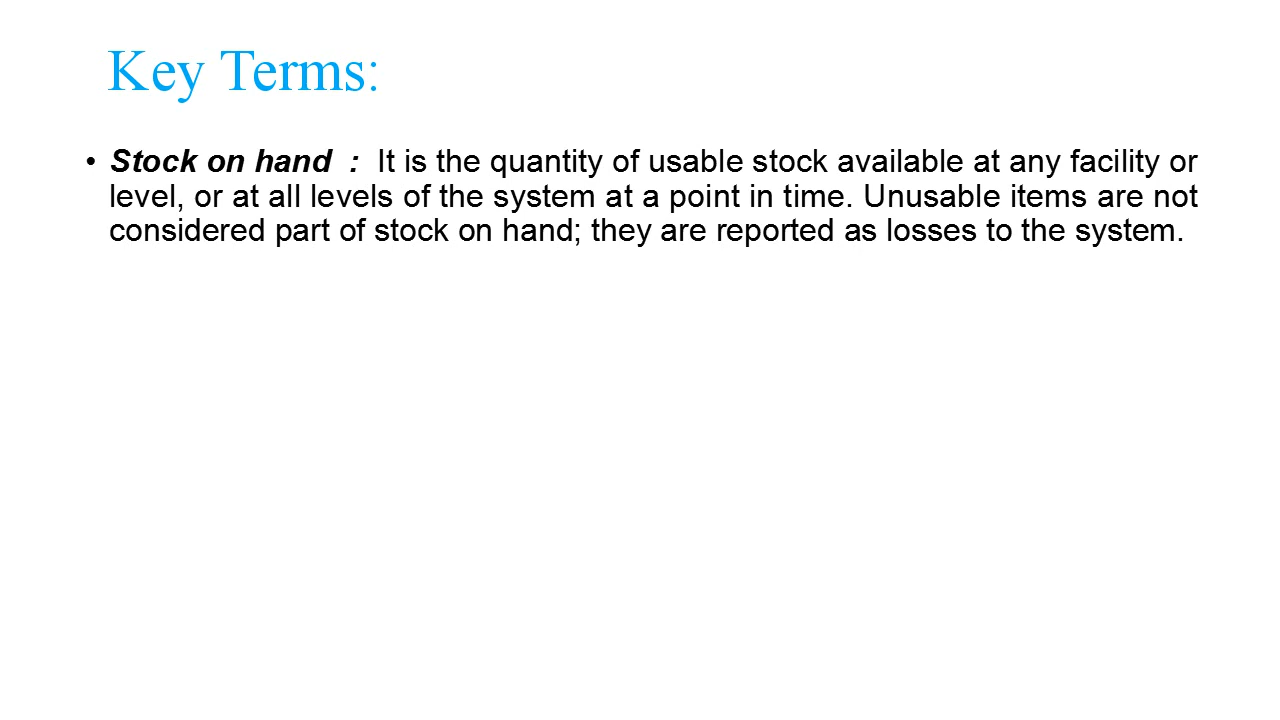 Key Terms:
• Stock on hand  :  It is the quantity of usable stock available at any facility or
level, or at all levels of the system at a point in time. Unusable items are not
considered part of stock on hand; they are reported as losses to the system.